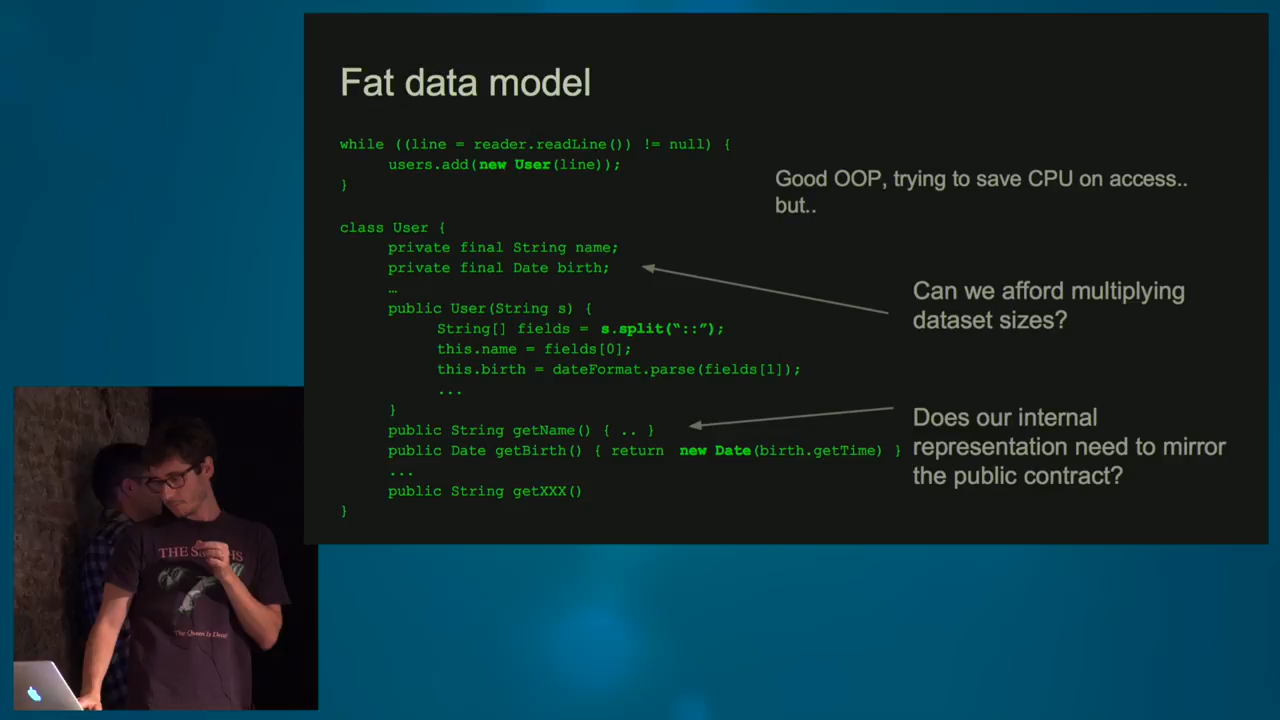 Fat data model
while ((line = reader.readLine()) != null) {
users.add(new User(line));
}
Good OOP, trying to save CPU on access..
but..
class User {
private final String name;
private final Date birth;
…
public User(String s) {
String[] fields = s.split(“::”);
this.name = fields[0];
this.birth = dateFormat.parse(fields[1]);
...
}
public String getName() { .. }
public Date getBirth() { return new Date(birth.getTime) }
...
public String getXXX()
}
Can we afford multiplying
dataset sizes?
Does our internal
representation need to mirror
the public contract?
THE SMITHS
The Queen Is Dead